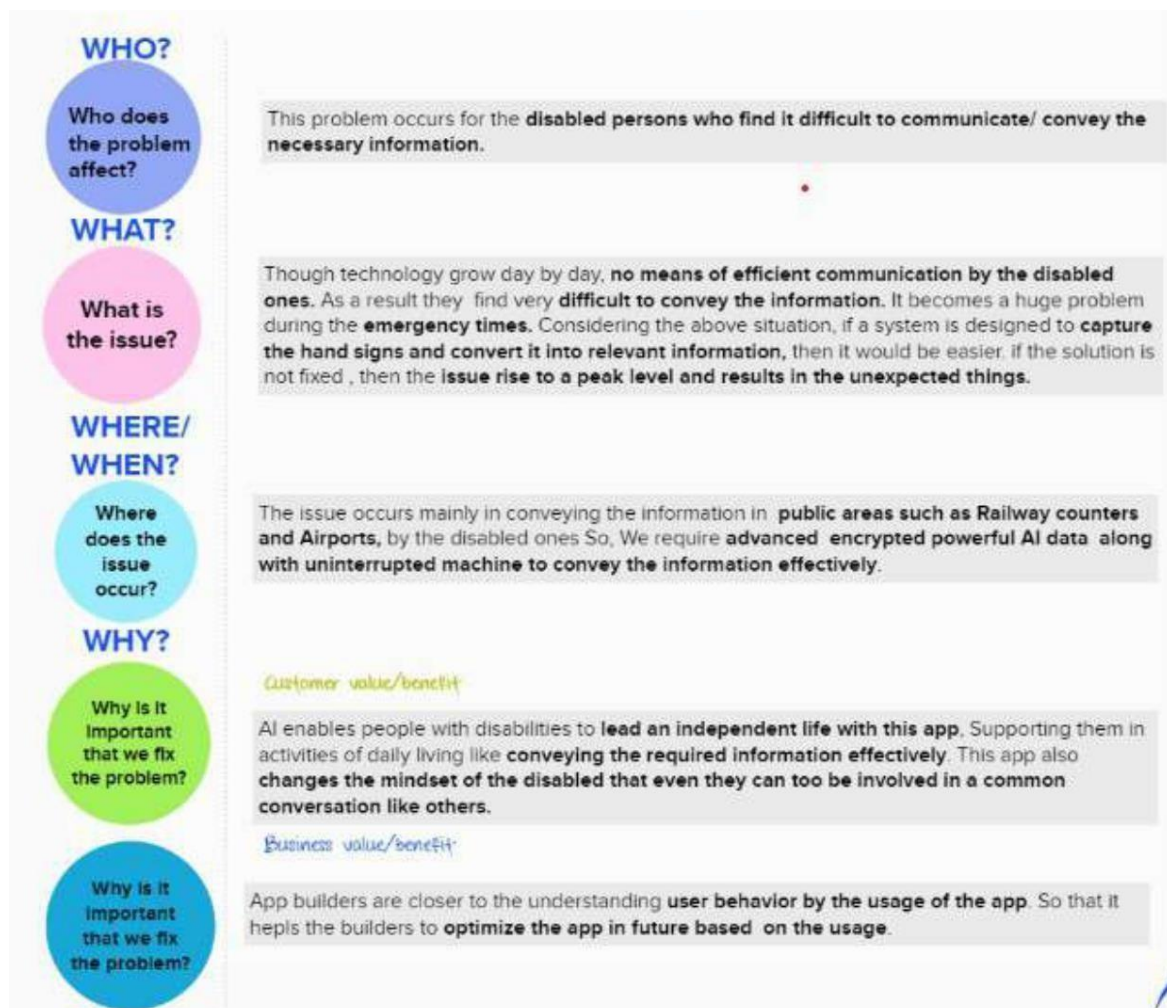 WHO?
Who does
the problem
affect?
This problem occurs for the disabled persons who find it difficult to communicate/ convey the
necessary information.
WHAT?
What is
the issue?
Though technology grow day by day, no means of efficient communication by the disabled
ones. As a result they find very difficult to convey the information. It becomes a huge problem
during the emergency times. Considering the above situation, if a system is designed to capture
the hand signs and convert it into relevant information, then it would be easier. if the solution is
not fixed , then the issue rise to a peak level and results in the unexpected things.
WHERE/
WHEN?
Where
does the
issue
occur?
The issue occurs mainly in conveying the information in public areas such as Railway counters
and Airports, by the disabled ones So, We require advanced encrypted powerful AI data along
with uninterrupted machine to convey the information effectively.
WHY?
Why is it
important
that we fix
the problem?
Customer value/benefit
AI enables people with disabilities to lead an independent life with this app, Supporting them in
activities of daily living like conveying the required information effectively. This app also
changes the mindset of the disabled that even they can too be involved in a common
conversation like others.
Business value/benefit
Why is it
important
that we fix
the problem?
App builders are closer to the understanding user behavior by the usage of the app. So that it
hepls the builders to optimize the app in future based on the usage.